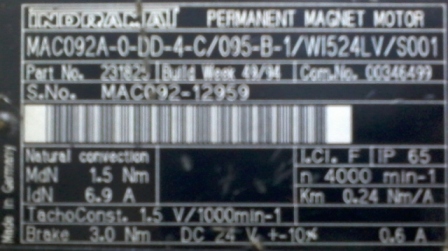 INDRAMAT PERMANENT MAGNET MOTOR
MAC092A-0-DD-4-C/095-B-1/WI524LV/S001
Part No. 231825 Build Week 49/94 Com.No. 00346499
S.No. MAC092-12959
Natural convection I.Cl. F IP 65
MdN 1.5 Nm n 4000 min-1
IdN 6.9 A Km 0.24 Nm/A
TachoConst. 1.5 V/1000min-1
Brake 3.0 Nm DC 24 V +-10% 0.6 A
Made in Germany